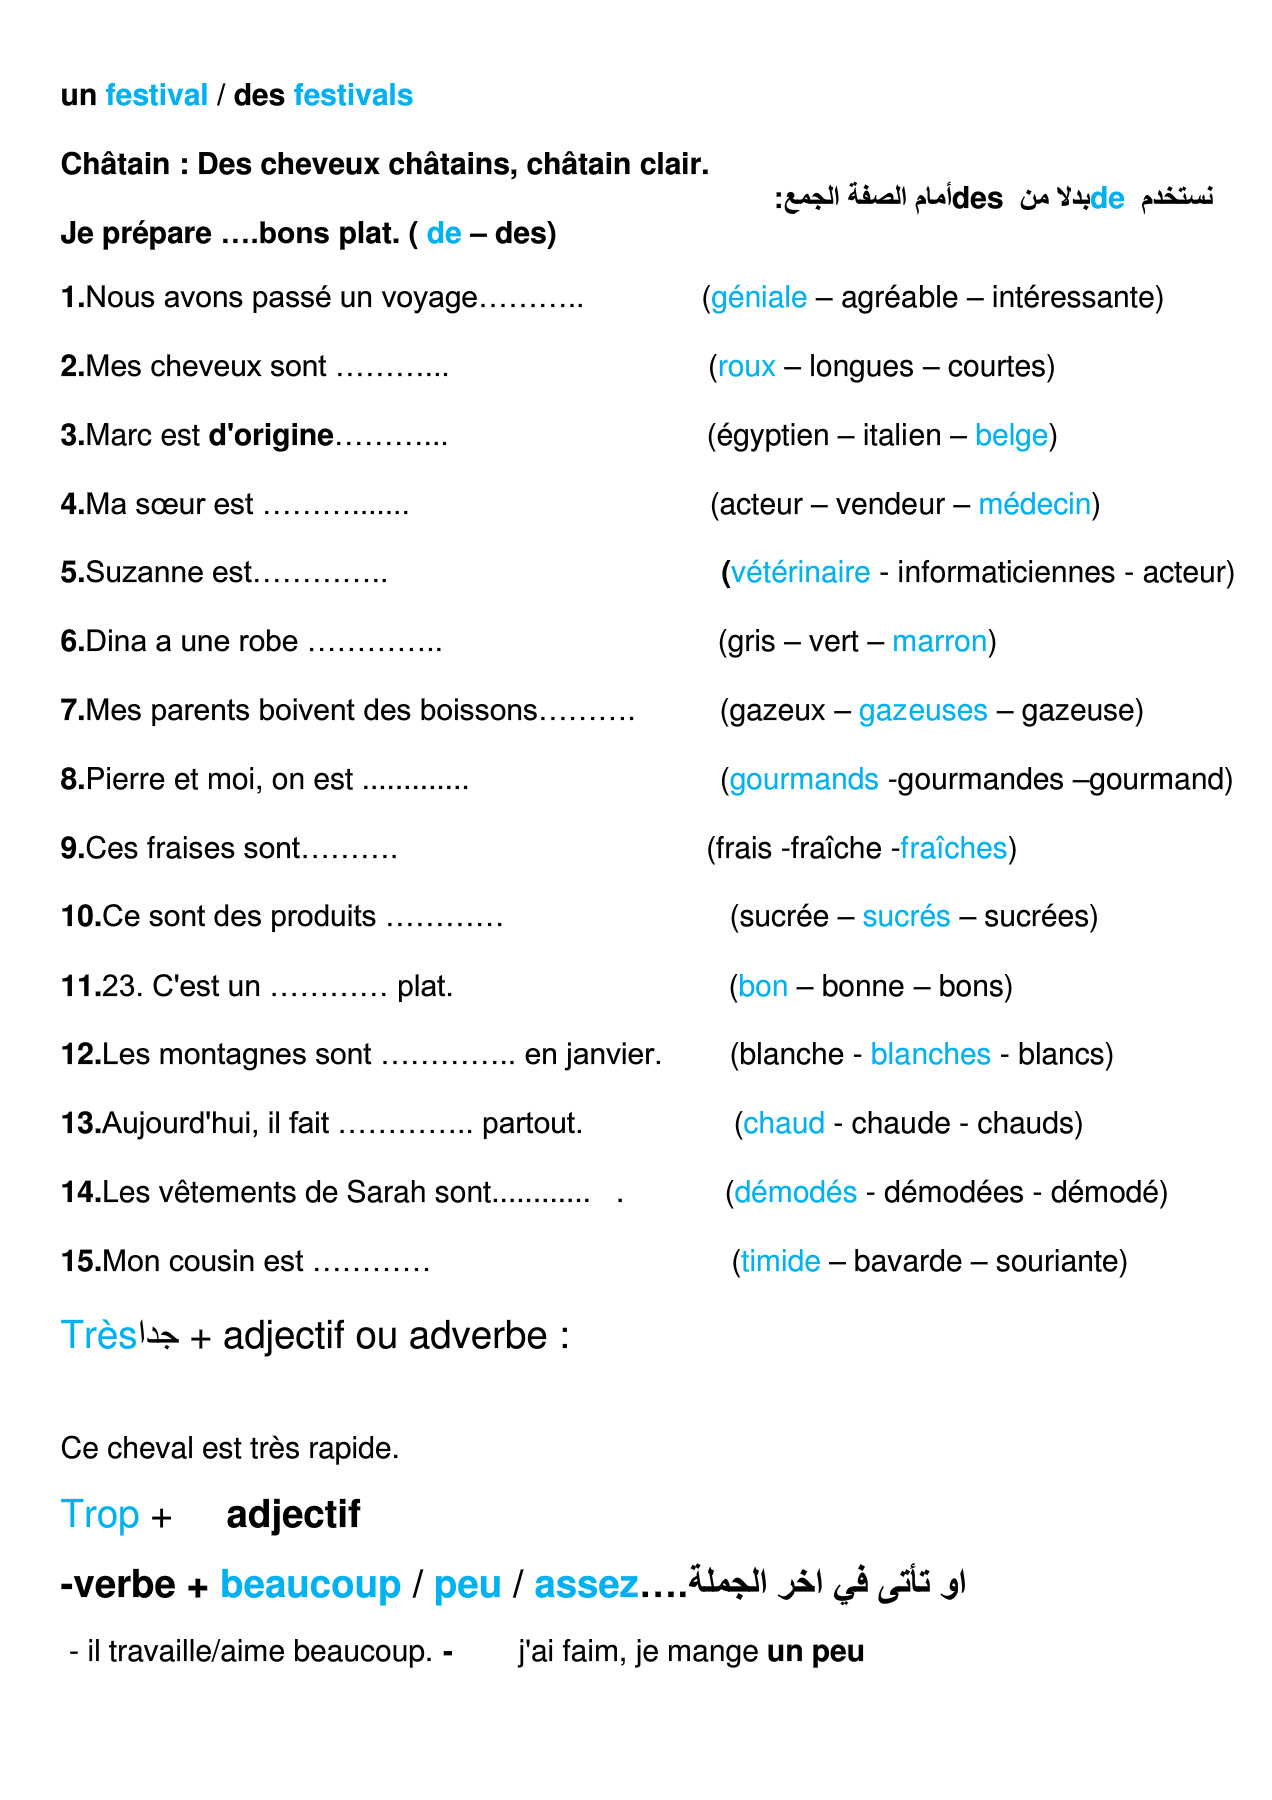 un festival / des festivals
Châtain : Des cheveux châtains, châtain clair.
نستخدم de بدلا من des أمام الصفة الجمع:
Je prépare ….bons plat. ( de – des)
1.Nous avons passé un voyage……….. (géniale – agréable – intéressante)
2.Mes cheveux sont ………... (roux – longues – courtes)
3.Marc est d'origine………... (égyptien – italien – belge)
4.Ma sœur est ………....... (acteur – vendeur – médecin)
5.Suzanne est………….. (vétérinaire - informaticiennes - acteur)
6.Dina a une robe ………….. (gris – vert – marron)
7.Mes parents boivent des boissons………. (gazeux – gazeuses – gazeuse)
8.Pierre et moi, on est ............. (gourmands -gourmandes –gourmand)
9.Ces fraises sont………. (frais -fraîche -fraîches)
10.Ce sont des produits ………… (sucrée – sucrés – sucrées)
11.23. C'est un ………… plat. (bon – bonne – bons)
12.Les montagnes sont ………….. en janvier. (blanche - blanches - blancs)
13.Aujourd'hui, il fait ………….. partout. (chaud - chaude - chauds)
14.Les vêtements de Sarah sont............ . (démodés - démodées - démodé)
15.Mon cousin est ………… (timide – bavarde – souriante)
Très جدا + adjectif ou adverbe :
Ce cheval est très rapide.
Trop + adjectif
-verbe + beaucoup / peu / assez….او تأتى في اخر الجملة
- il travaille/aime beaucoup. - j'ai faim, je mange un peu